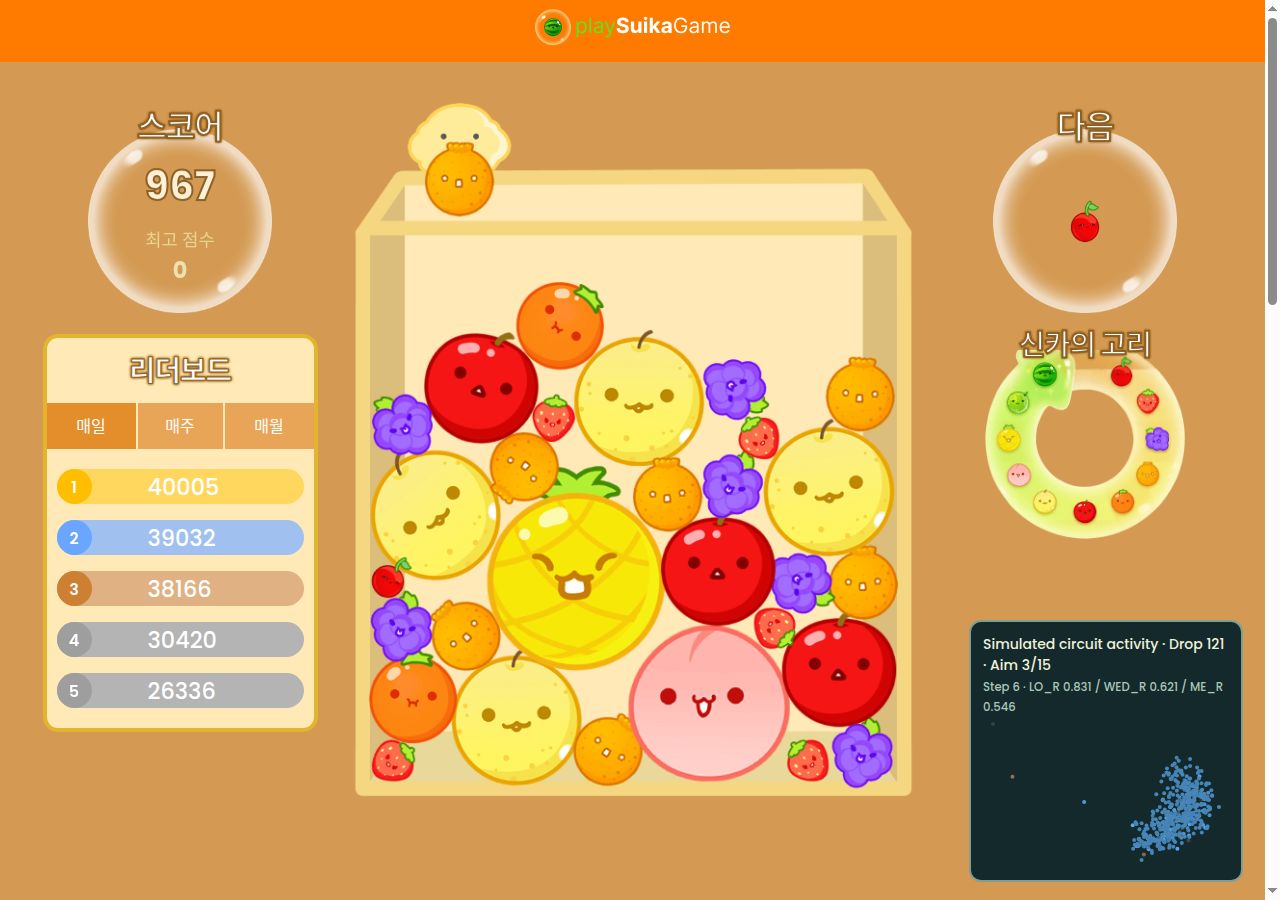 playSuikaGame
스코어
967
최고 점수
0
리더보드
매일 매주 매월
1 40005
2 39032
3 38166
4 30420
5 26336
다음
신카의 고리
Simulated circuit activity · Drop 121
· Aim 3/15
Step 6 · LO_R 0.831 / WED_R 0.621 / ME_R
0.546